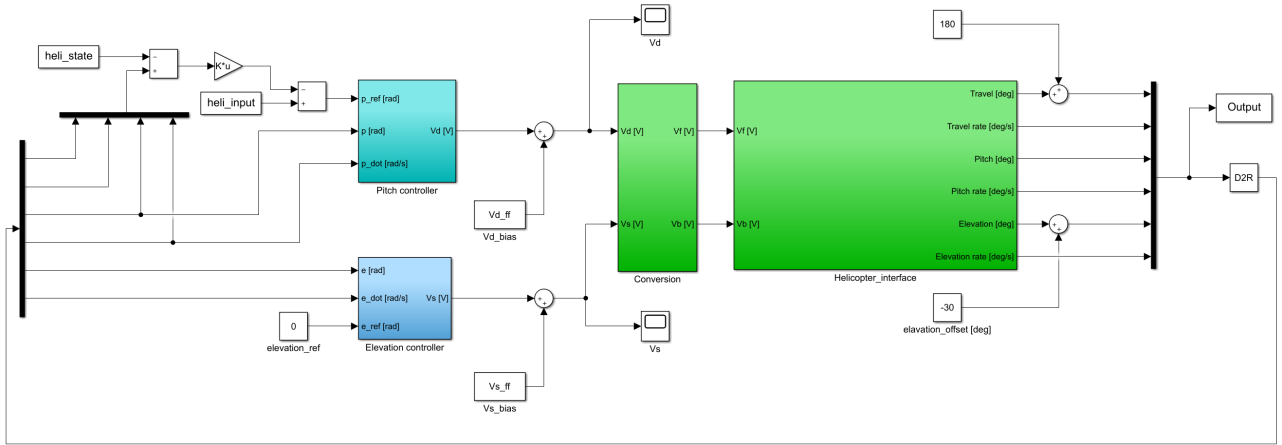 heli_state
−
+
K*u
heli_input
−
+
p_ref [rad]
p [rad]
p_dot [rad/s]
Vd [V]
Pitch controller
+
+
Vd_ff
Vd_bias
Vd
e [rad]
e_dot [rad/s]
e_ref [rad]
Vs [V]
Elevation controller
0
elevation_ref
+
+
Vs_ff
Vs_bias
Vs
Vd [V]
Vf [V]
Vs [V]
Vb [V]
Conversion
Vf [V]
Vb [V]
Travel [deg]
Travel rate [deg/s]
Pitch [deg]
Pitch rate [deg/s]
Elevation [deg]
Elevation rate [deg/s]
Helicopter_interface
180
+
+
+
+
-30
elavation_offset [deg]
Output
D2R